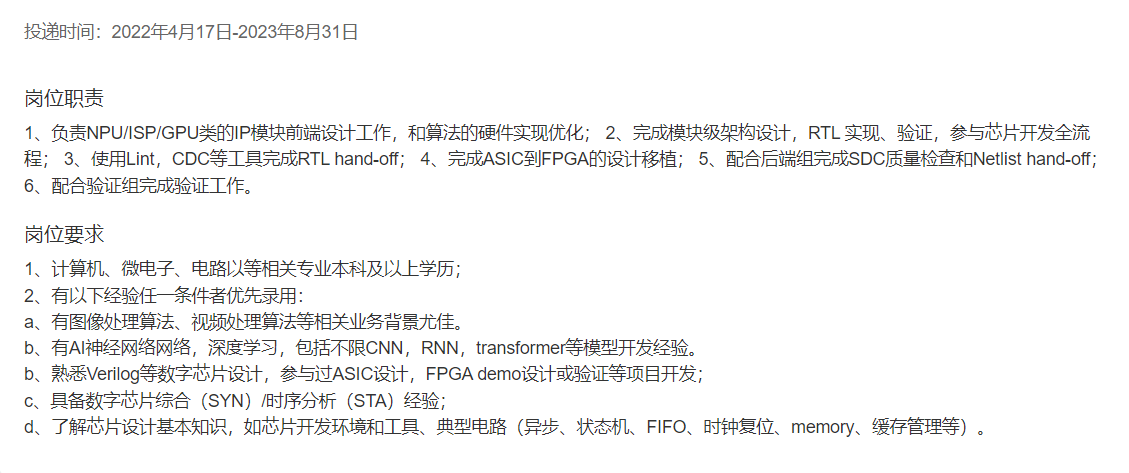 投递时间：2022年4月17日-2023年8月31日
岗位职责
1、负责NPU/ISP/GPU类的IP模块前端设计工作，和算法的硬件实现优化； 2、完成模块级架构设计，RTL 实现、验证，参与芯片开发全流
程； 3、使用Lint，CDC等工具完成RTL hand-off； 4、完成ASIC到FPGA的设计移植； 5、配合后端组完成SDC质量检查和Netlist hand-off；
6、配合验证组完成验证工作。
岗位要求
1、计算机、微电子、电路以等相关专业本科及以上学历；
2、有以下经验任一条件者优先录用：
a、有图像处理算法、视频处理算法等相关业务背景尤佳。
b、有AI神经网络网络，深度学习，包括不限CNN，RNN，transformer等模型开发经验。
b、熟悉Verilog等数字芯片设计，参与过ASIC设计，FPGA demo设计或验证等项目开发；
c、具备数字芯片综合（SYN）/时序分析（STA）经验；
d、了解芯片设计基本知识，如芯片开发环境和工具、典型电路（异步、状态机、FIFO、时钟复位、memory、缓存管理等）。